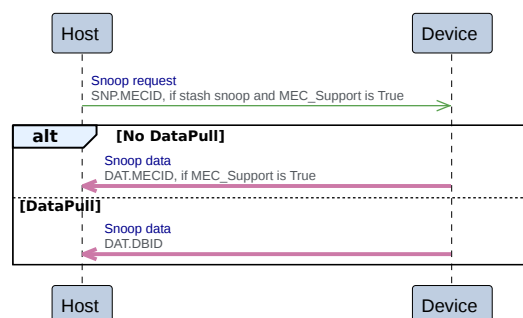 Host Device
Snoop request
SNP.MECID, if stash snoop and MEC_Support is True
alt [No DataPull]
Snoop data
DAT.MECID, if MEC_Support is True
[DataPull]
Snoop data
DAT.DBID
Host Device